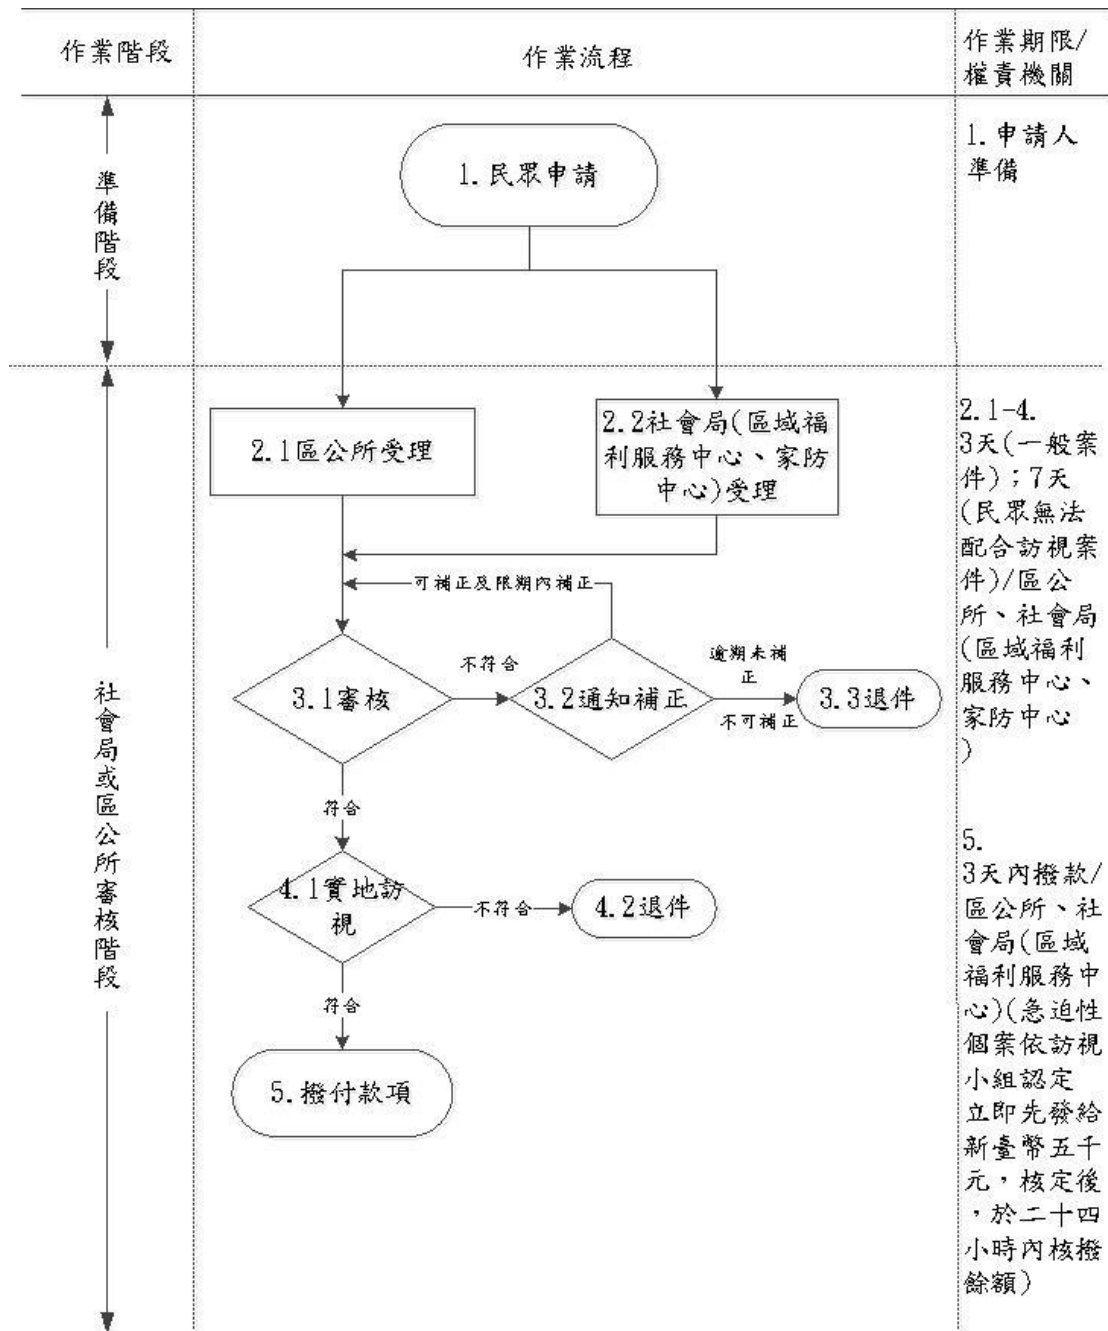 作業階段
作業流程
作業期限/
權責機關
準備階段
1.民眾申請
1.申請人
準備
社會局或區公所審核階段
2.1區公所受理
2.2社會局(區域福
利服務中心、家防
中心)受理
可補正及限期內補正
3.1審核
不符合
3.2通知補正
逾期未補
正
不可補正
3.3退件
符合
4.1實地訪
視
不符合
4.2退件
符合
5.撥付款項
2.1-4.
3天(一般案
件)；7天
(民眾無法
配合訪視案
件)/區公
所、社會局
(區域福利
服務中心、
家防中心
)
5.
3天內撥款/
區公所、社
會局(區域
福利服務中
心)(急迫性
個案依訪視
小組認定
立即先發給
新臺幣五千
元，核定後
，於二十四
小時內核撥
餘額)